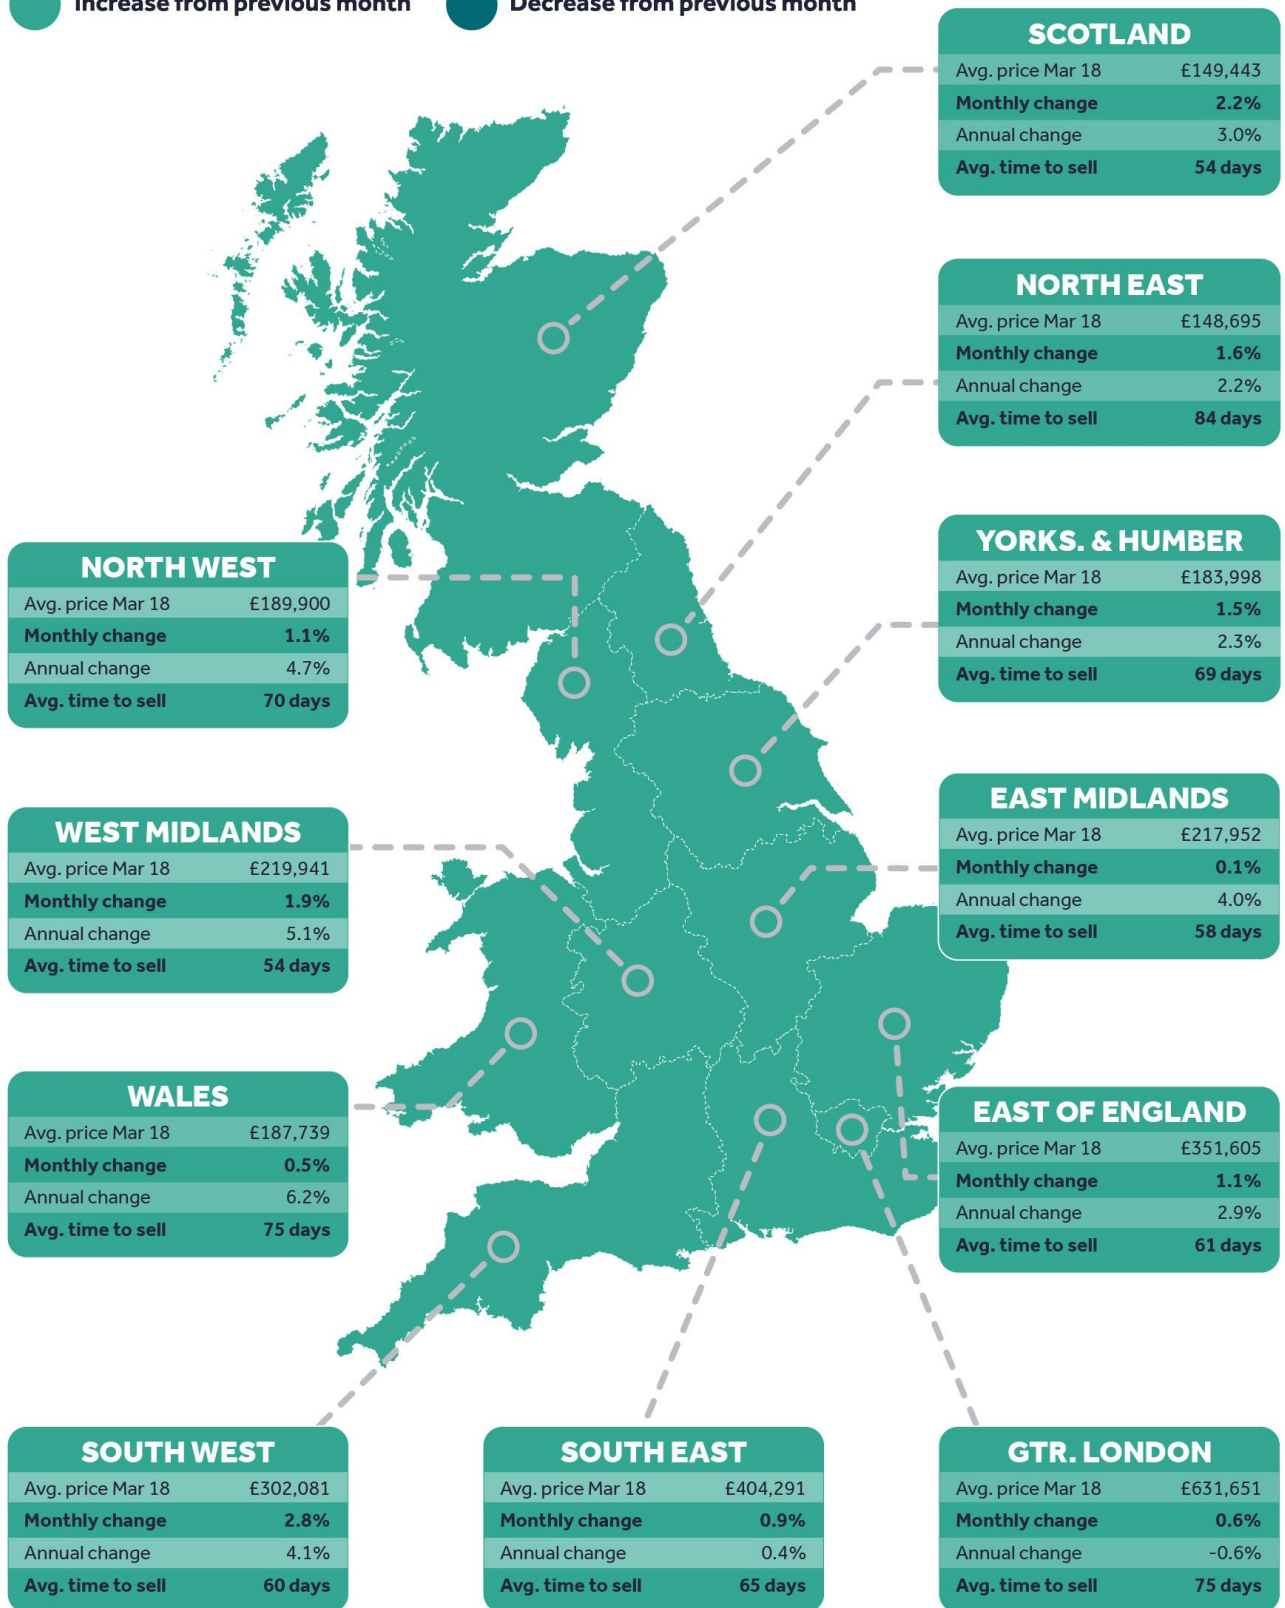 Increase from previous month
Decrease from previous month
SCOTLAND
Avg. price Mar 18 £149,443
Monthly change 2.2%
Annual change 3.0%
Avg. time to sell 54 days
NORTH EAST
Avg. price Mar 18 £148,695
Monthly change 1.6%
Annual change 2.2%
Avg. time to sell 84 days
YORKS. & HUMBER
Avg. price Mar 18 £183,998
Monthly change 1.5%
Annual change 2.3%
Avg. time to sell 69 days
NORTH WEST
Avg. price Mar 18 £189,900
Monthly change 1.1%
Annual change 4.7%
Avg. time to sell 70 days
EAST MIDLANDS
Avg. price Mar 18 £217,952
Monthly change 0.1%
Annual change 4.0%
Avg. time to sell 58 days
WEST MIDLANDS
Avg. price Mar 18 £219,941
Monthly change 1.9%
Annual change 5.1%
Avg. time to sell 54 days
WALES
Avg. price Mar 18 £187,739
Monthly change 0.5%
Annual change 6.2%
Avg. time to sell 75 days
EAST OF ENGLAND
Avg. price Mar 18 £351,605
Monthly change 1.1%
Annual change 2.9%
Avg. time to sell 61 days
SOUTH WEST
Avg. price Mar 18 £302,081
Monthly change 2.8%
Annual change 4.1%
Avg. time to sell 60 days
SOUTH EAST
Avg. price Mar 18 £404,291
Monthly change 0.9%
Annual change 0.4%
Avg. time to sell 65 days
GTR. LONDON
Avg. price Mar 18 £631,651
Monthly change 0.6%
Annual change -0.6%
Avg. time to sell 75 days